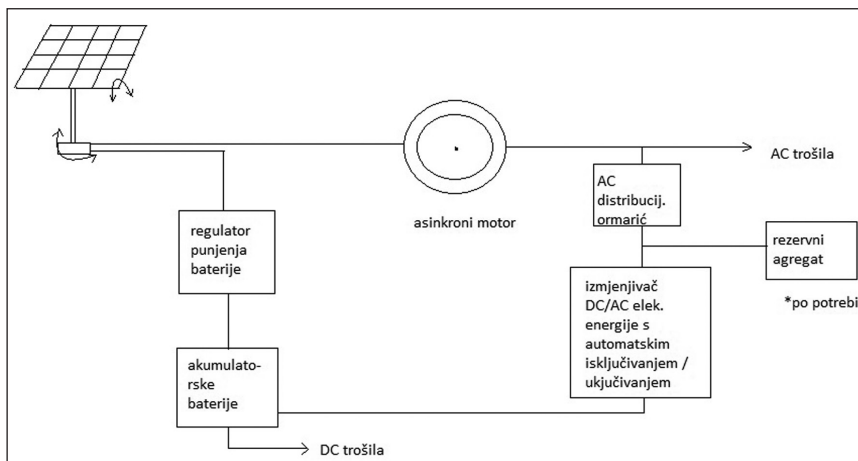 AC trošila
AC
distribucij.
ormarić
asinkroni motor
regulator
punjenja
baterije
rezervni
agregat
izmjenjivač
DC/AC elek.
energije s
automatskim
isključivanjem /
uključivanjem
*po potrebi
akumulato-
rske
baterije
DC trošila